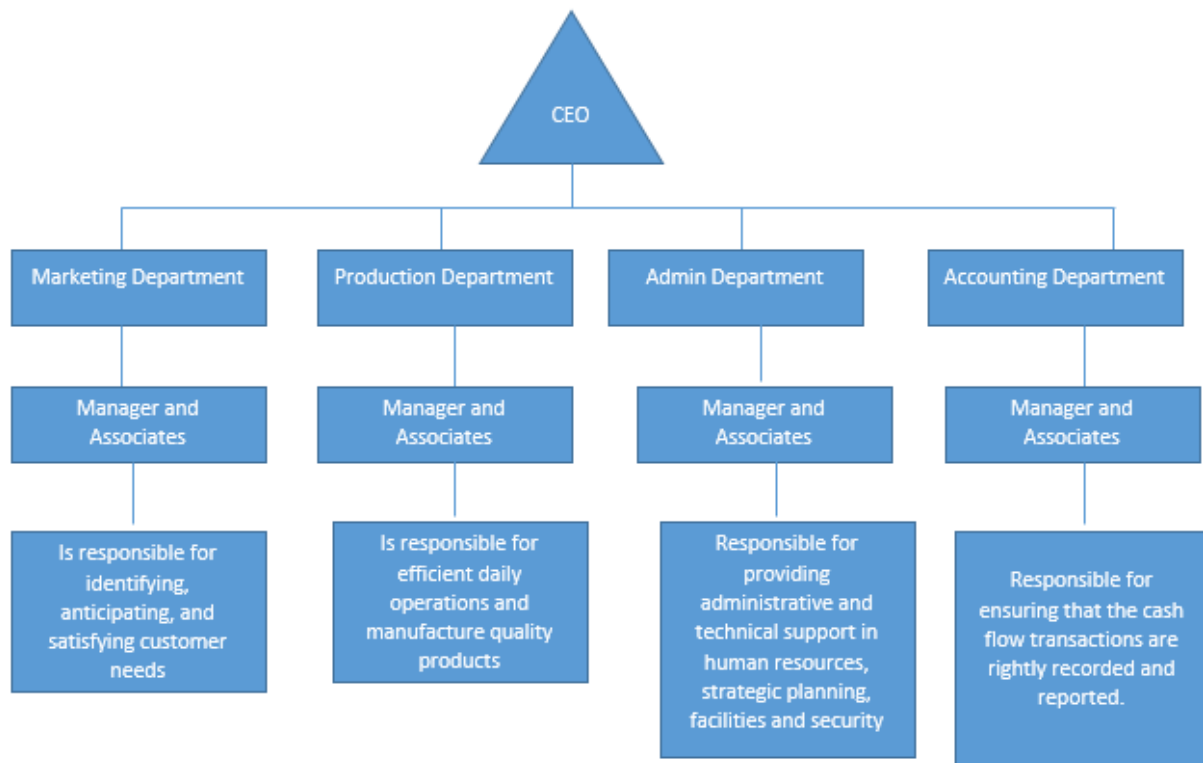 CEO
Marketing Department
Production Department
Admin Department
Accounting Department
Manager and
Associates
Manager and
Associates
Manager and
Associates
Manager and
Associates
Is responsible for
identifying,
anticipating, and
satisfying customer
needs
Is responsible for
efficient daily
operations and
manufacture quality
products
Responsible for
providing
administrative and
technical support in
human resources,
strategic planning,
facilities and security
Responsible for
ensuring that the cash
flow transactions are
rightly recorded and
reported.